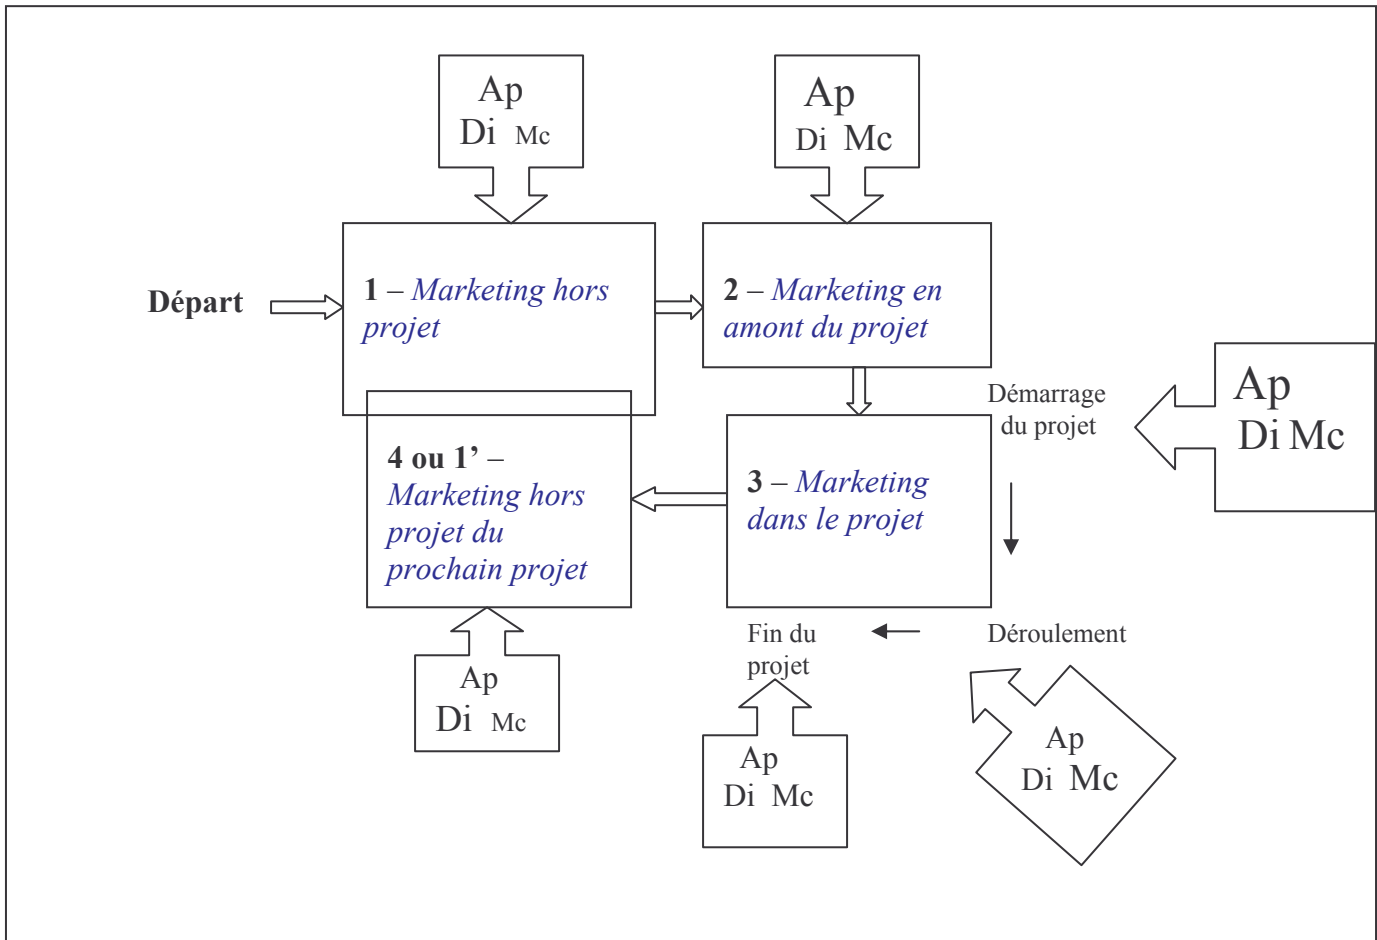 Ap
Di Mc
Ap
Di Mc
Départ
1 – Marketing hors
projet
2 – Marketing en
amont du projet
Démarrage
du projet
Ap
Di Mc
4 ou 1’ –
Marketing hors
projet du
prochain projet
3 – Marketing
dans le projet
Fin du
projet
Déroulement
Ap
Di Mc
Ap
Di Mc
Ap
Di Mc